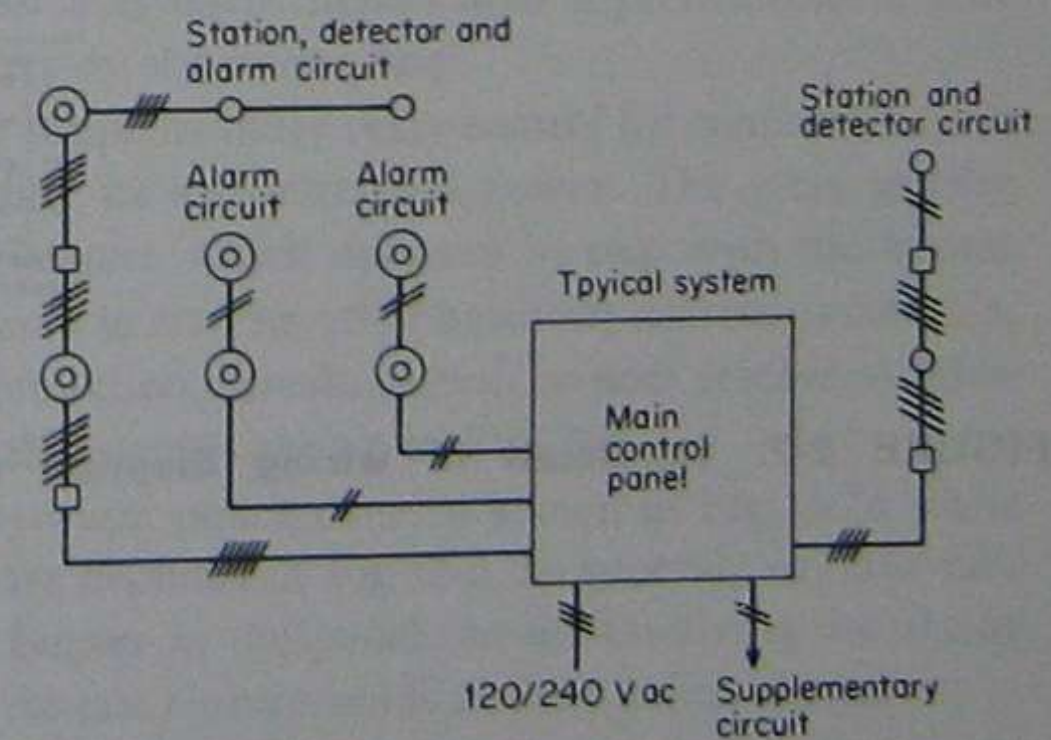 Station, detector and
alarm circuit
Station and
detector circuit
Alarm
circuit
Alarm
circuit
Tpyical system
Main
control
panel
120/240 V ac
Supplementary
circuit